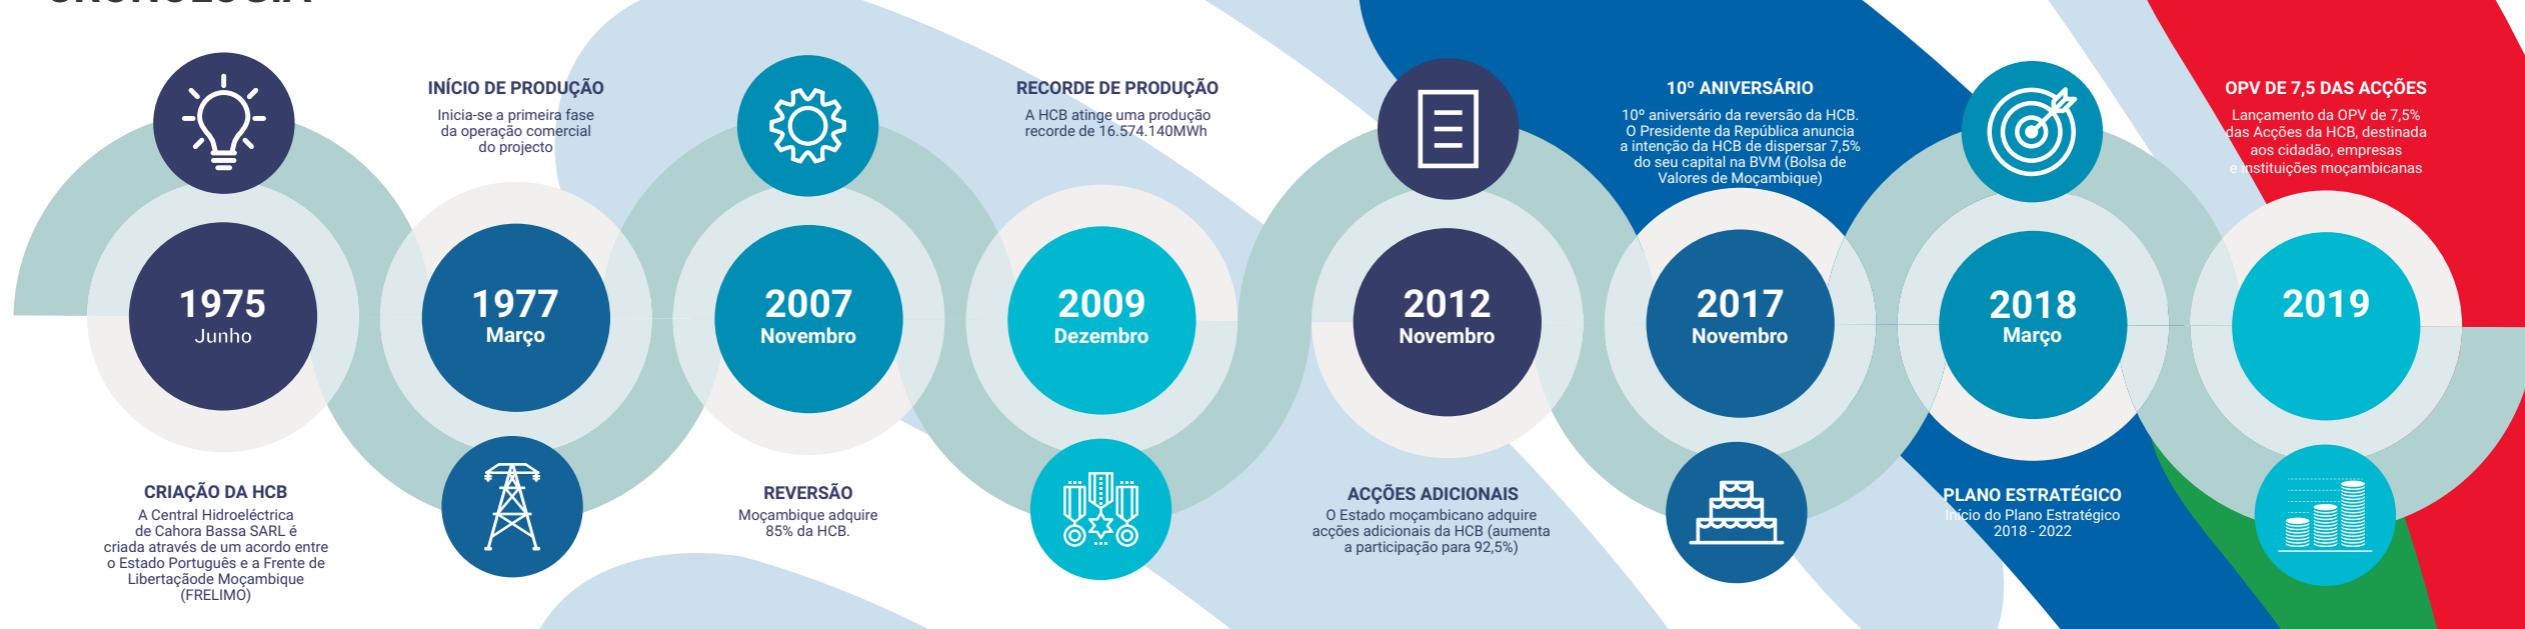 CRONOLOGIA
1975
Junho
CRIAÇÃO DA HCB
A Central Hidroeléctrica
de Cahora Bassa SARL é
criada através de um acordo entre
o Estado Português e a Frente de
Libertaçãode Moçambique
(FRELIMO)
INÍCIO DE PRODUÇÃO
Inicia-se a primeira fase
da operação comercial
do projecto
1977
Março
2007
Novembro
REVERSÃO
Moçambique adquire
85% da HCB.
RECORDE DE PRODUÇÃO
A HCB atinge uma produção
recorde de 16.574.140MWh
2009
Dezembro
2012
Novembro
ACÇÕES ADICIONAIS
O Estado moçambicano adquire
acções adicionais da HCB (aumenta
a participação para 92,5%)
10º ANIVERSÁRIO
10º aniversário da reversão da HCB.
O Presidente da República anuncia
a intenção da HCB de dispersar 7,5%
do seu capital na BVM (Bolsa de
Valores de Moçambique)
2017
Novembro
2018
Março
PLANO ESTRATÉGICO
Início do Plano Estratégico
2018 - 2022
OPV DE 7,5 DAS ACÇÕES
Lançamento da OPV de 7,5%
das Acções da HCB, destinada
aos cidadão, empresas
e instituições moçambicanas
2019